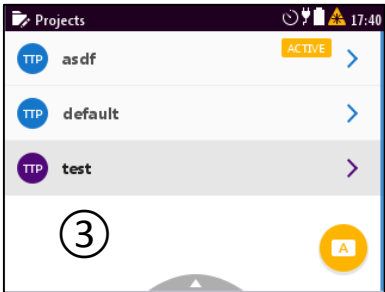 Projects 17:40
TTP asdf ACTIVE
TTP default
TTP test
③
A